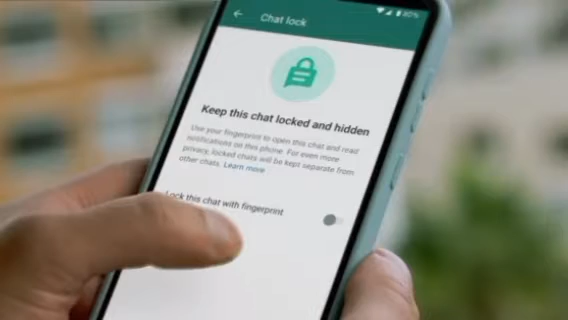 80%
Chat lock
Keep this chat locked and hidden
Use your fingerprint to open this chat and read
notifications on this phone. For even more
privacy, locked chats will be kept separate from
other chats. Learn more
Lock this chat with fingerprint